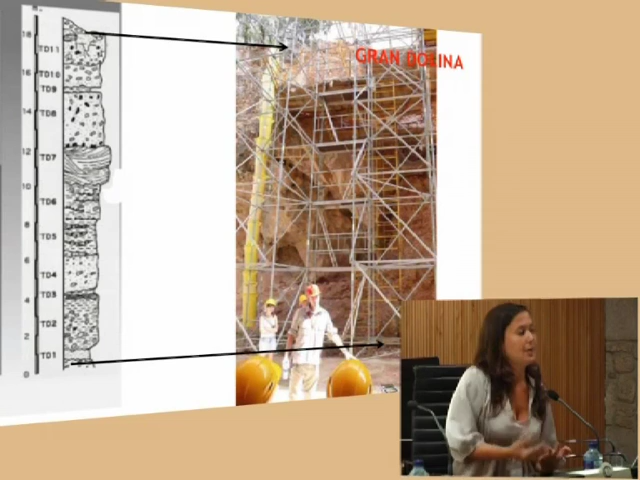 GRAN DOLINA
18
TD11
16
TD10
TD9
14
TD8
12
TD7
10
TD6
8
TD5
6
TD4
4
TD3
TD2
2
TD1
0